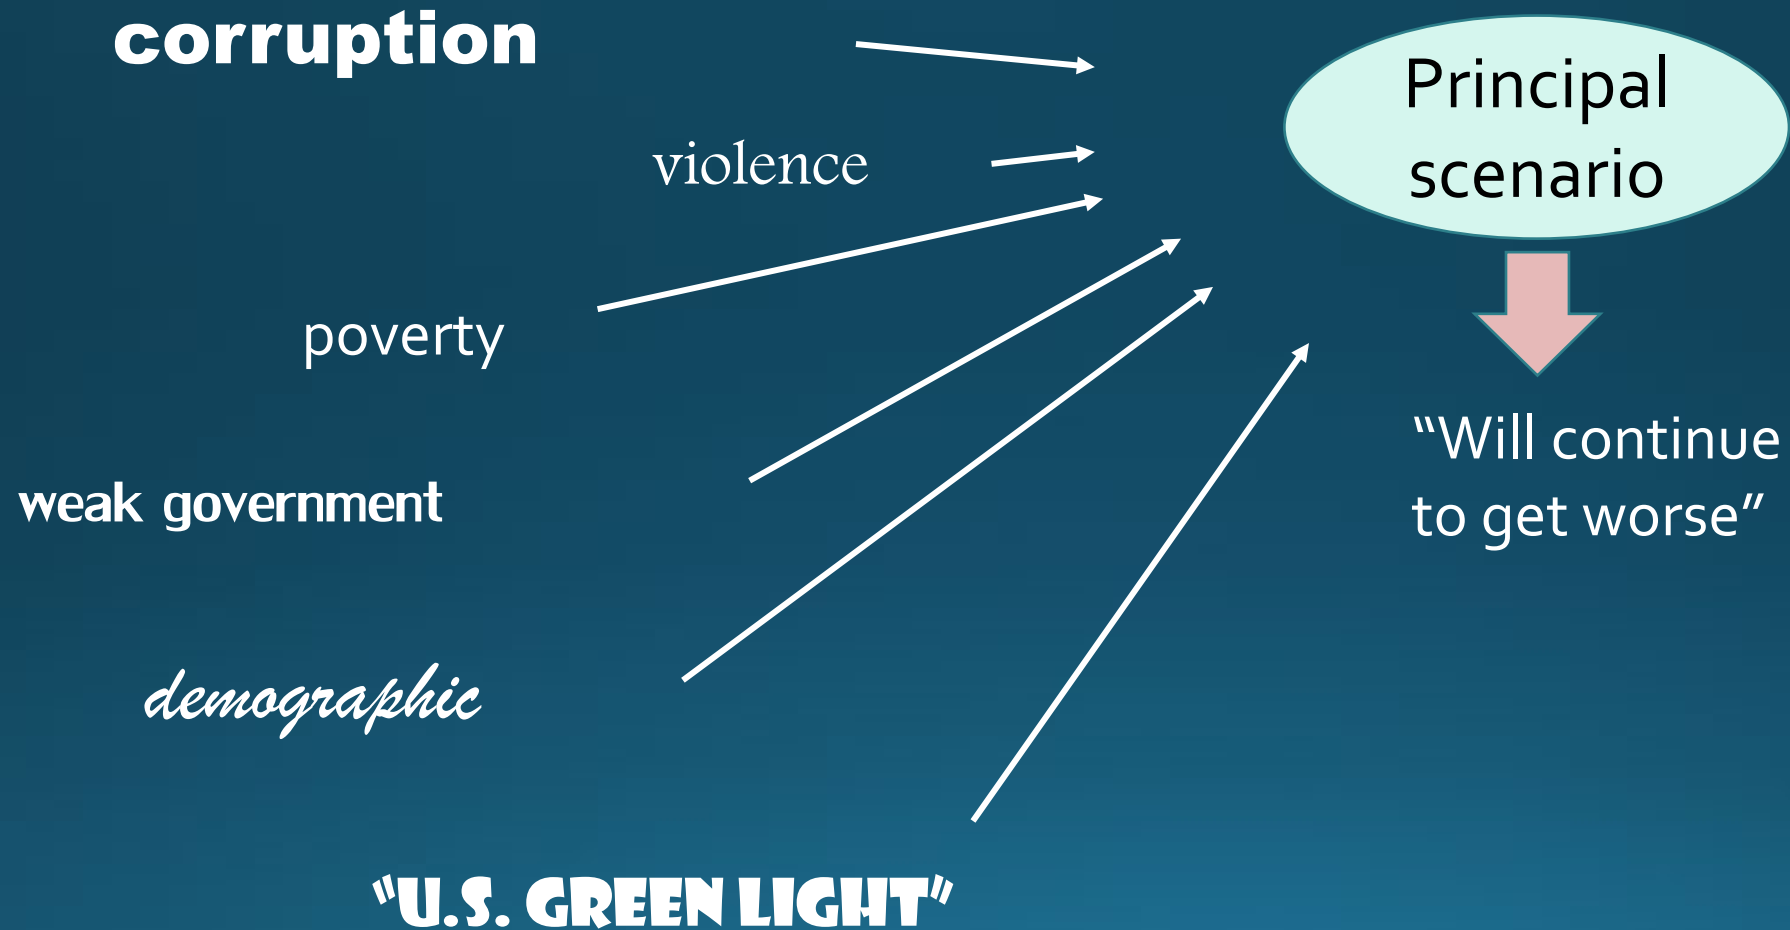 corruption
Principal
scenario
violence
poverty
"Will continue
to get worse"
weak government
demographic
"U.S. GREEN LIGHT"